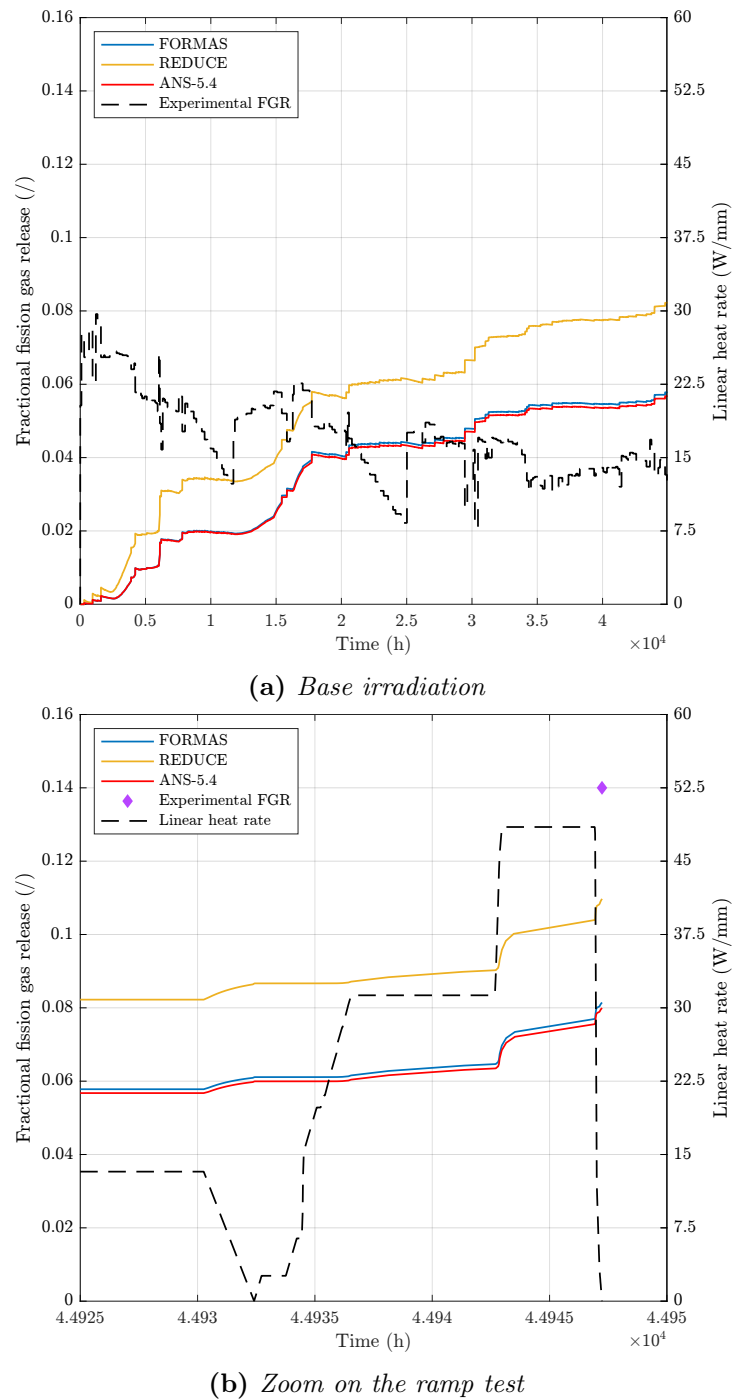 0.16
0.14
0.12
0.1
0.08
0.06
0.04
0.02
0
Fractional fission gas release (/)
FORMAS
REDUCE
ANS-5.4
Experimental FGR
60
52.5
45
37.5
30
22.5
15
7.5
0
Linear heat rate (W/mm)
0 0.5 1 1.5 2 2.5 3 3.5 4
Time (h)
×10^4
(a) Base irradiation
0.16
0.14
0.12
0.1
0.08
0.06
0.04
0.02
0
Fractional fission gas release (/)
FORMAS
REDUCE
ANS-5.4
Experimental FGR
Linear heat rate
60
52.5
45
37.5
30
22.5
15
7.5
0
Linear heat rate (W/mm)
4.4925 4.493 4.4935 4.494 4.4945 4.495
Time (h)
×10^4
(b) Zoom on the ramp test